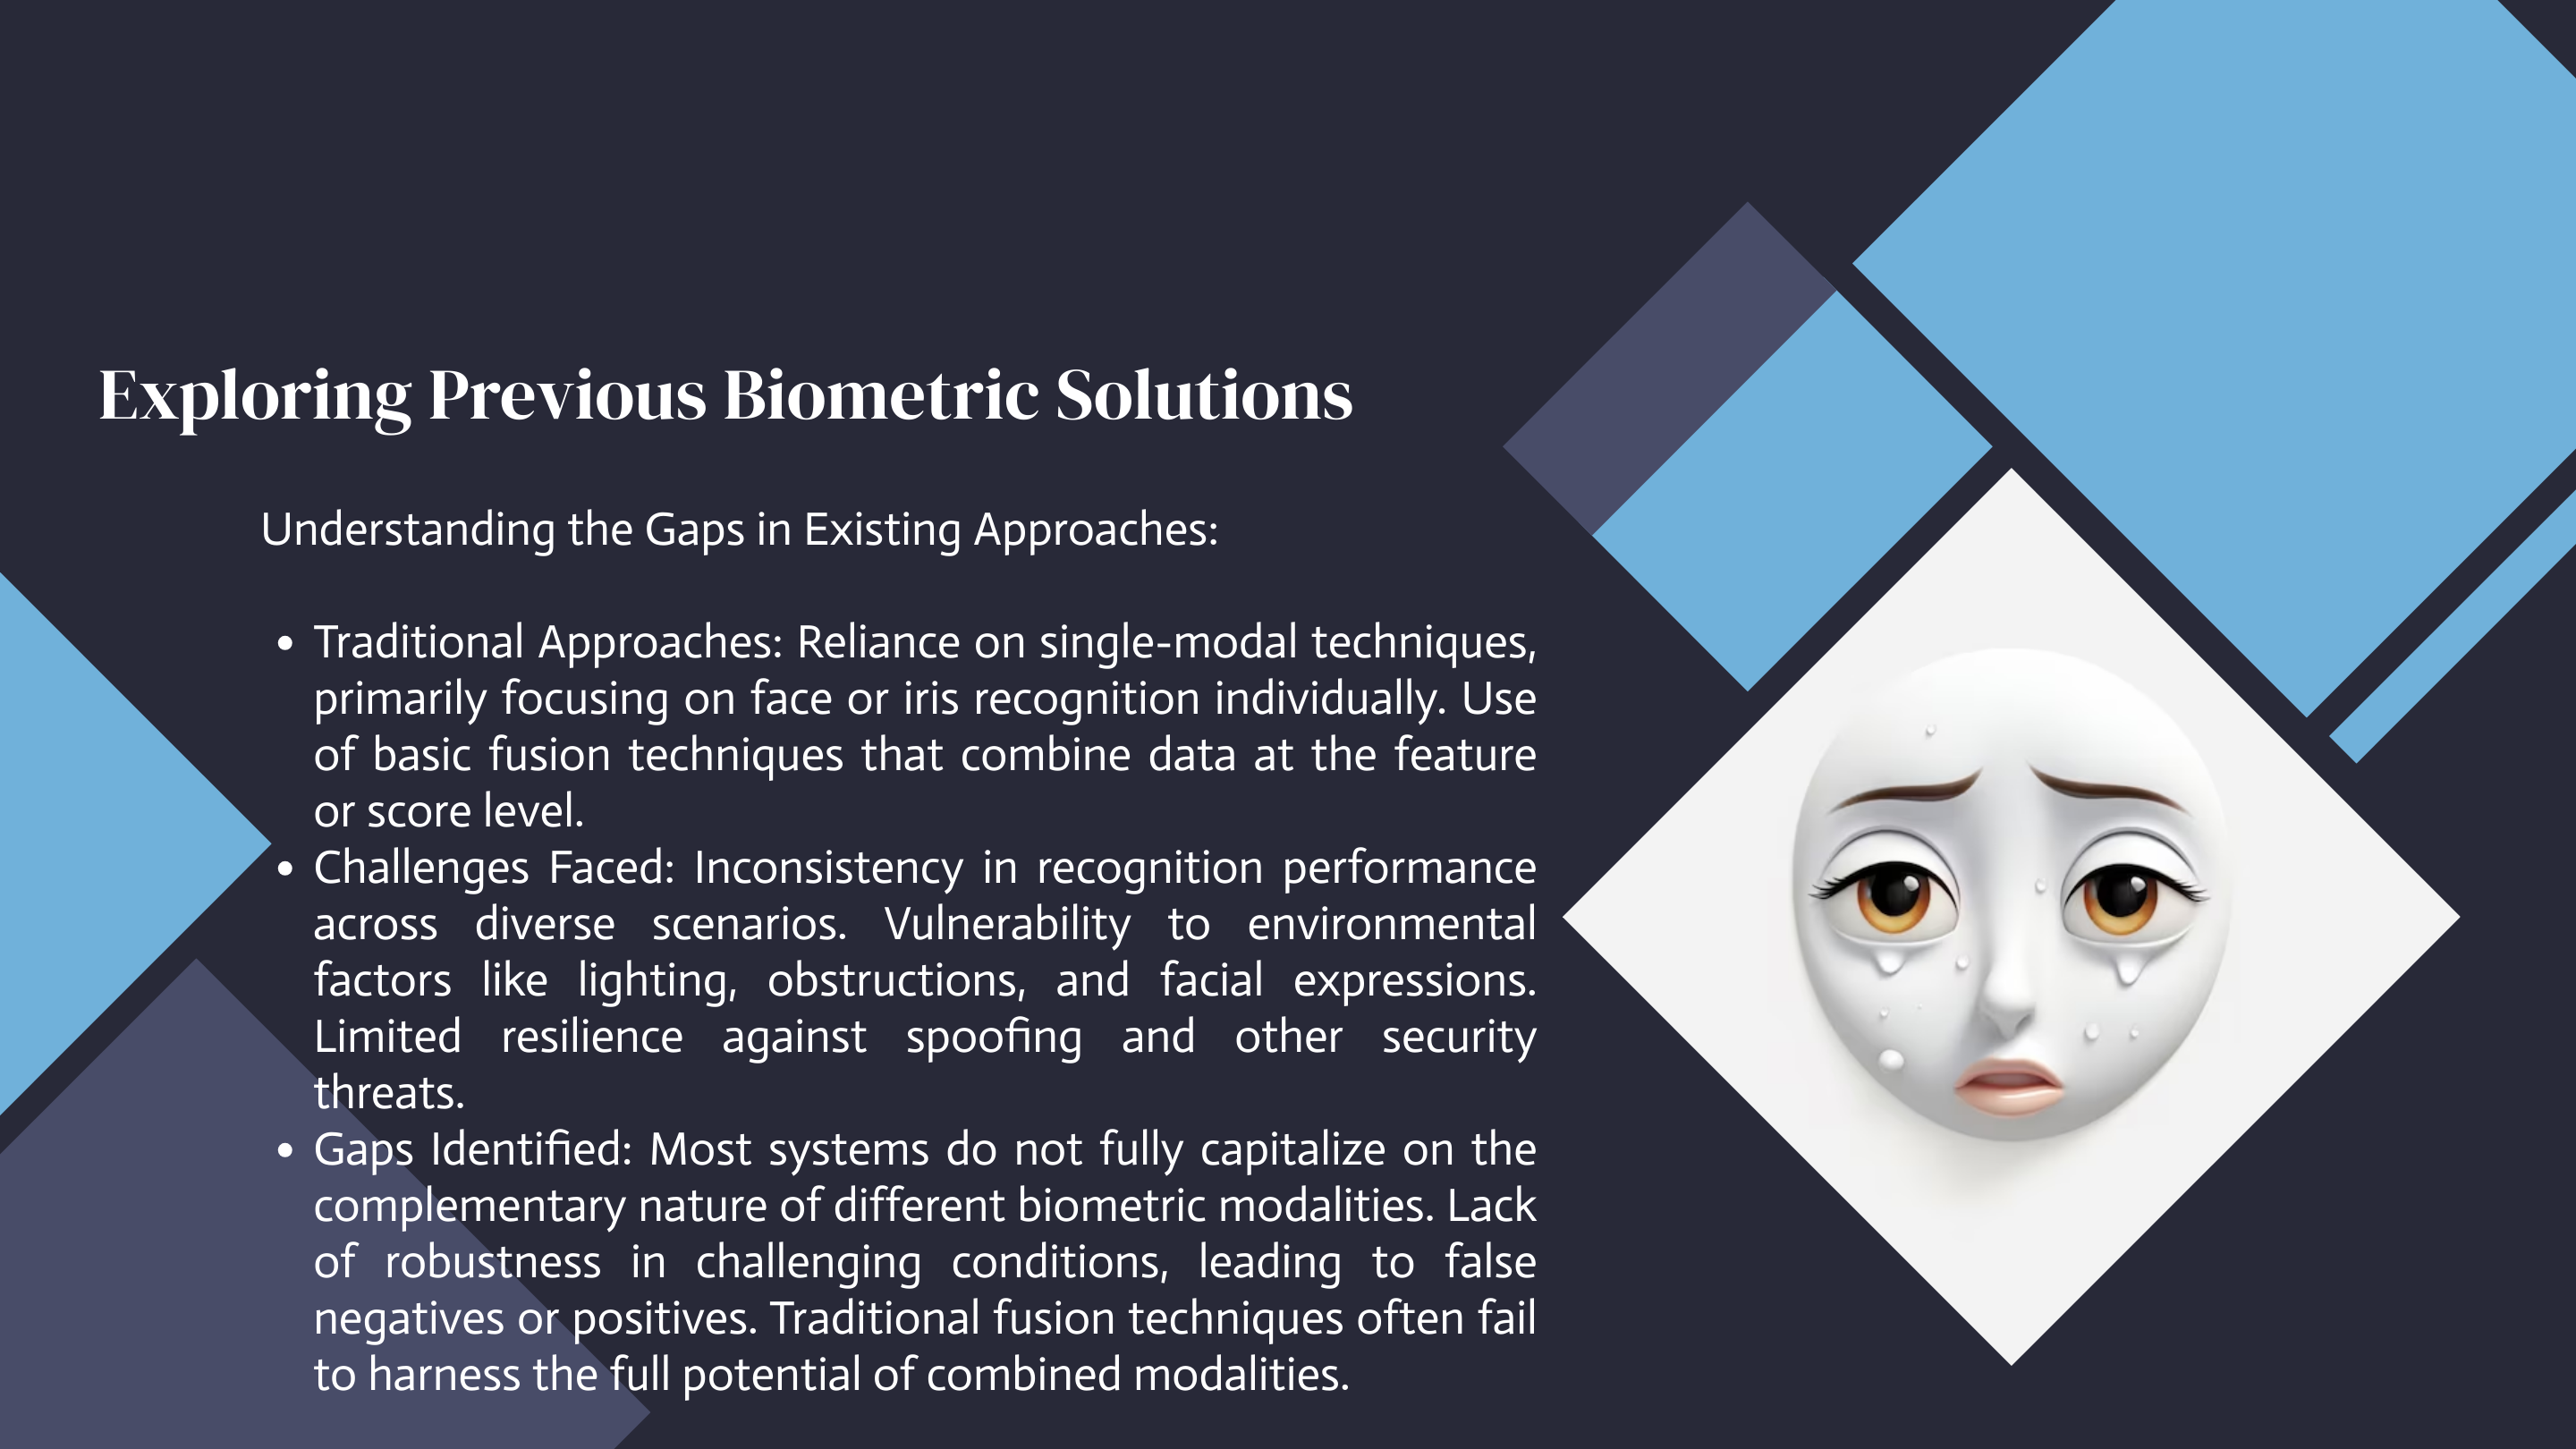 Exploring Previous Biometric Solutions
Understanding the Gaps in Existing Approaches:
• Traditional Approaches: Reliance on single-modal techniques,
primarily focusing on face or iris recognition individually. Use
of basic fusion techniques that combine data at the feature
or score level.
• Challenges Faced: Inconsistency in recognition performance
across diverse scenarios. Vulnerability to environmental
factors like lighting, obstructions, and facial expressions.
Limited resilience against spoofing and other security
threats.
• Gaps Identified: Most systems do not fully capitalize on the
complementary nature of different biometric modalities. Lack
of robustness in challenging conditions, leading to false
negatives or positives. Traditional fusion techniques often fail
to harness the full potential of combined modalities.